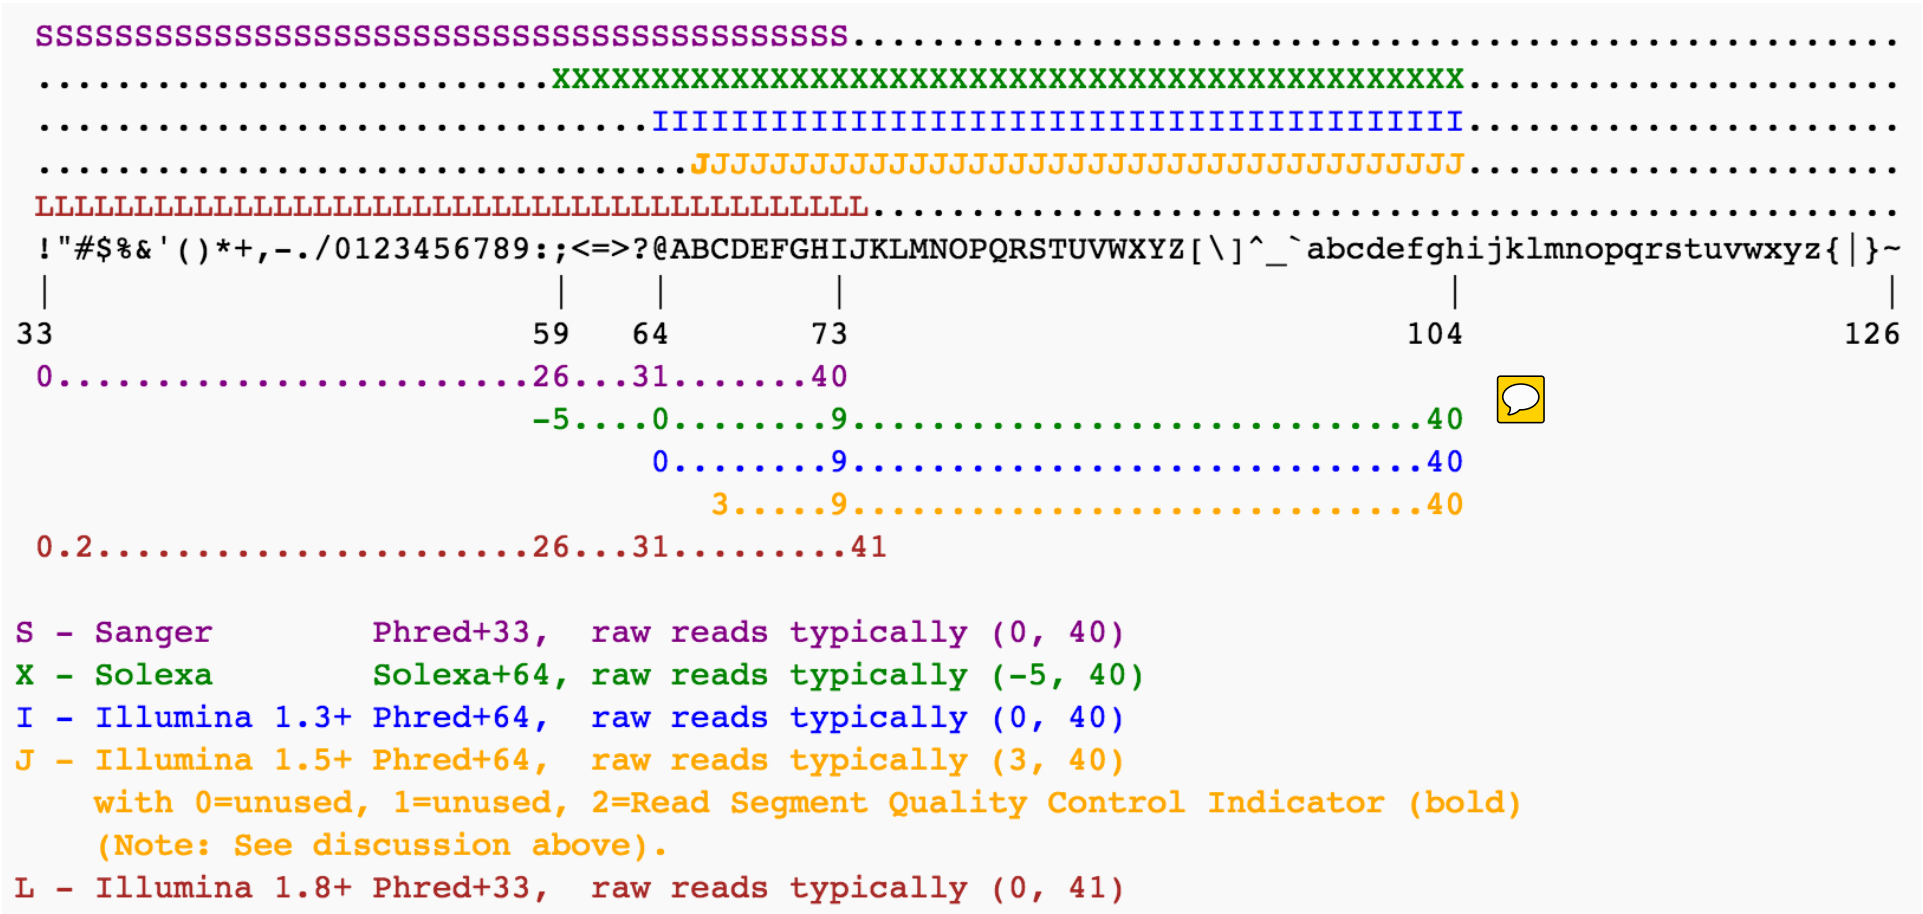 SSSSSSSSSSSSSSSSSSSSSSSSSSSSSSSSSSSSSSSSS.....................................................
..........................XXXXXXXXXXXXXXXXXXXXXXXXXXXXXXXXXXXXXXXXXXXXXX......................
...............................IIIIIIIIIIIIIIIIIIIIIIIIIIIIIIIIIIIIIIIII......................
.................................JJJJJJJJJJJJJJJJJJJJJJJJJJJJJJJJJJJJJJJ......................
LLLLLLLLLLLLLLLLLLLLLLLLLLLLLLLLLLLLLLLLLL....................................................
!"#$%&'()*+,-./0123456789:;<=>?@ABCDEFGHIJKLMNOPQRSTUVWXYZ[\]^_`abcdefghijklmnopqrstuvwxyz{|}~
| | | | | |
33 59 64 73 104 126
0........................26...31.......40
-5....0........9.............................40
0........9.............................40
3.....9.............................40
0.2......................26...31.........41
S - Sanger Phred+33, raw reads typically (0, 40)
X - Solexa Solexa+64, raw reads typically (-5, 40)
I - Illumina 1.3+ Phred+64, raw reads typically (0, 40)
J - Illumina 1.5+ Phred+64, raw reads typically (3, 40)
with 0=unused, 1=unused, 2=Read Segment Quality Control Indicator (bold)
(Note: See discussion above).
L - Illumina 1.8+ Phred+33, raw reads typically (0, 41)